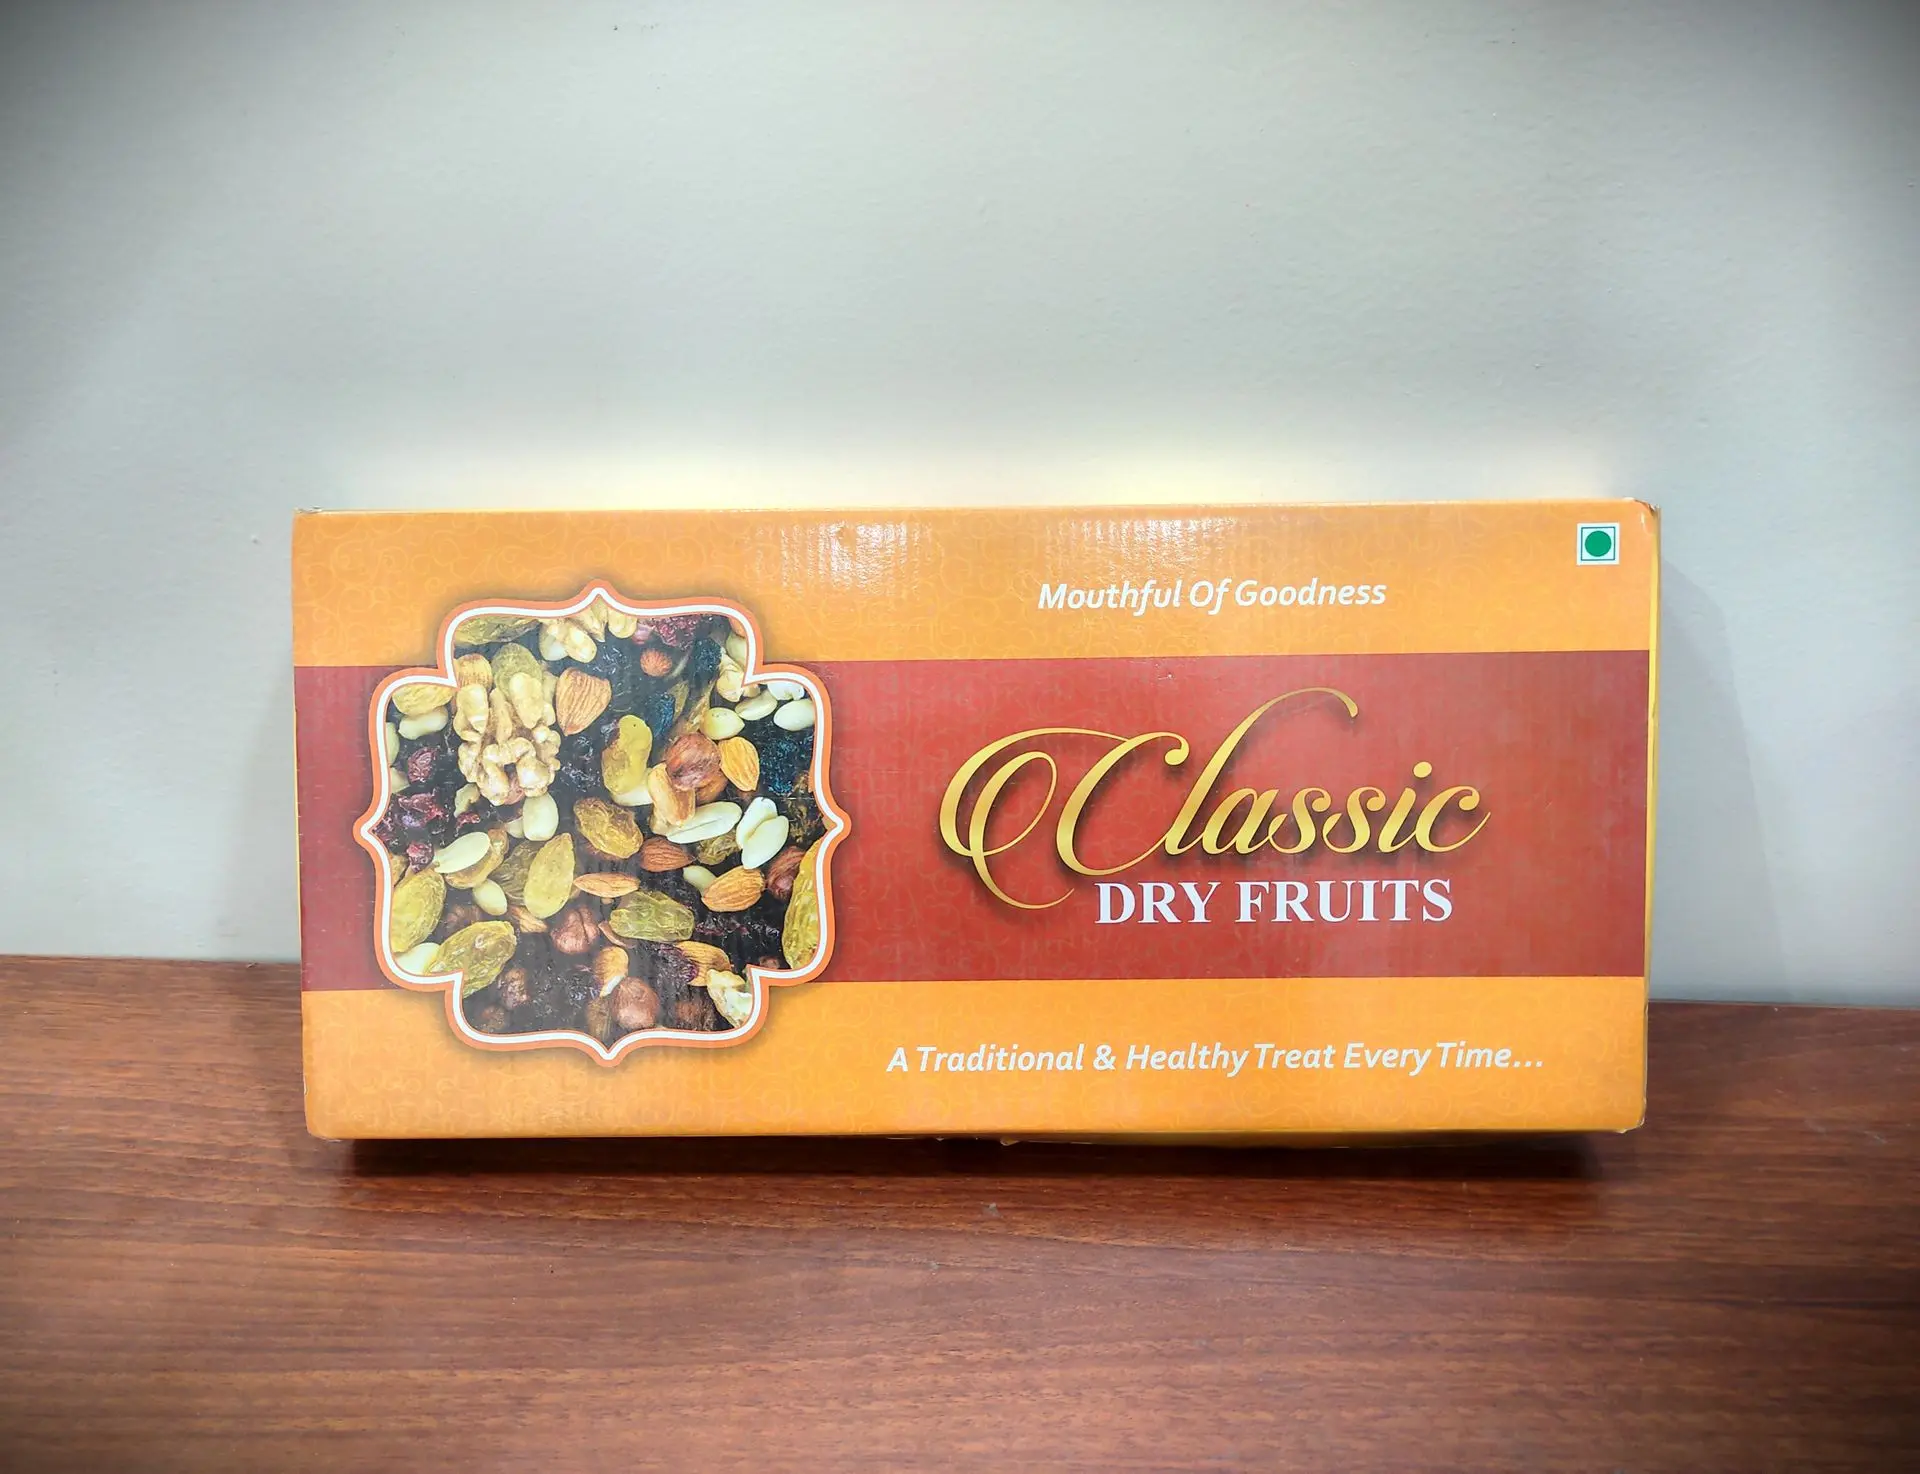 Mouthful Of Goodness
Classic
DRY FRUITS
A Traditional & Healthy Treat Every Time...